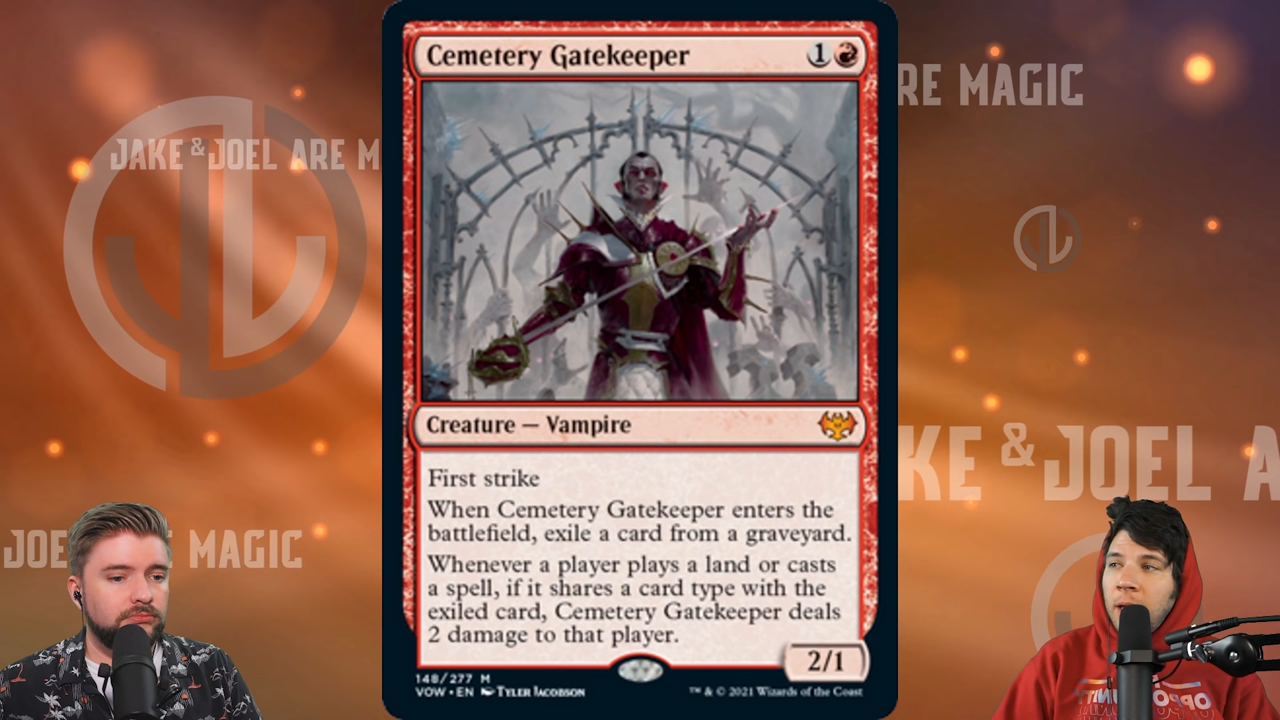 Cemetery Gatekeeper 1
RE MAGIC
JAKE & JOEL ARE M
JL
JL
Creature — Vampire
KE & JOEL A
First strike
When Cemetery Gatekeeper enters the
battlefield, exile a card from a graveyard.
Whenever a player plays a land or casts
a spell, if it shares a card type with the
exiled card, Cemetery Gatekeeper deals
2 damage to that player.
JOE
MAGIC
2/1
148/277 M
VOW • EN Tyler Jacobson
™ & © 2021 Wizards of the Coast